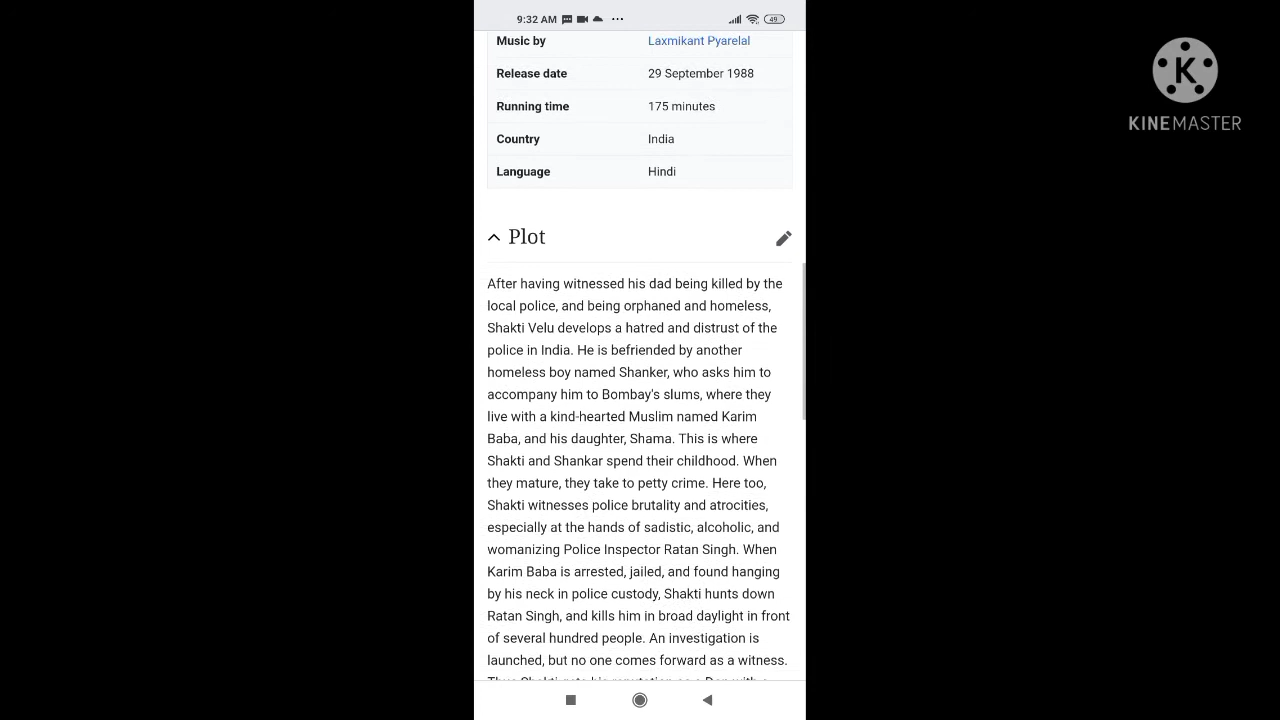 9:32 AM
49
Music by Laxmikant Pyarelal
Release date 29 September 1988
Running time 175 minutes
Country India
Language Hindi
Plot
After having witnessed his dad being killed by the
local police, and being orphaned and homeless,
Shakti Velu develops a hatred and distrust of the
police in India. He is befriended by another
homeless boy named Shanker, who asks him to
accompany him to Bombay's slums, where they
live with a kind-hearted Muslim named Karim
Baba, and his daughter, Shama. This is where
Shakti and Shankar spend their childhood. When
they mature, they take to petty crime. Here too,
Shakti witnesses police brutality and atrocities,
especially at the hands of sadistic, alcoholic, and
womanizing Police Inspector Ratan Singh. When
Karim Baba is arrested, jailed, and found hanging
by his neck in police custody, Shakti hunts down
Ratan Singh, and kills him in broad daylight in front
of several hundred people. An investigation is
launched, but no one comes forward as a witness.
K
KINEMASTER